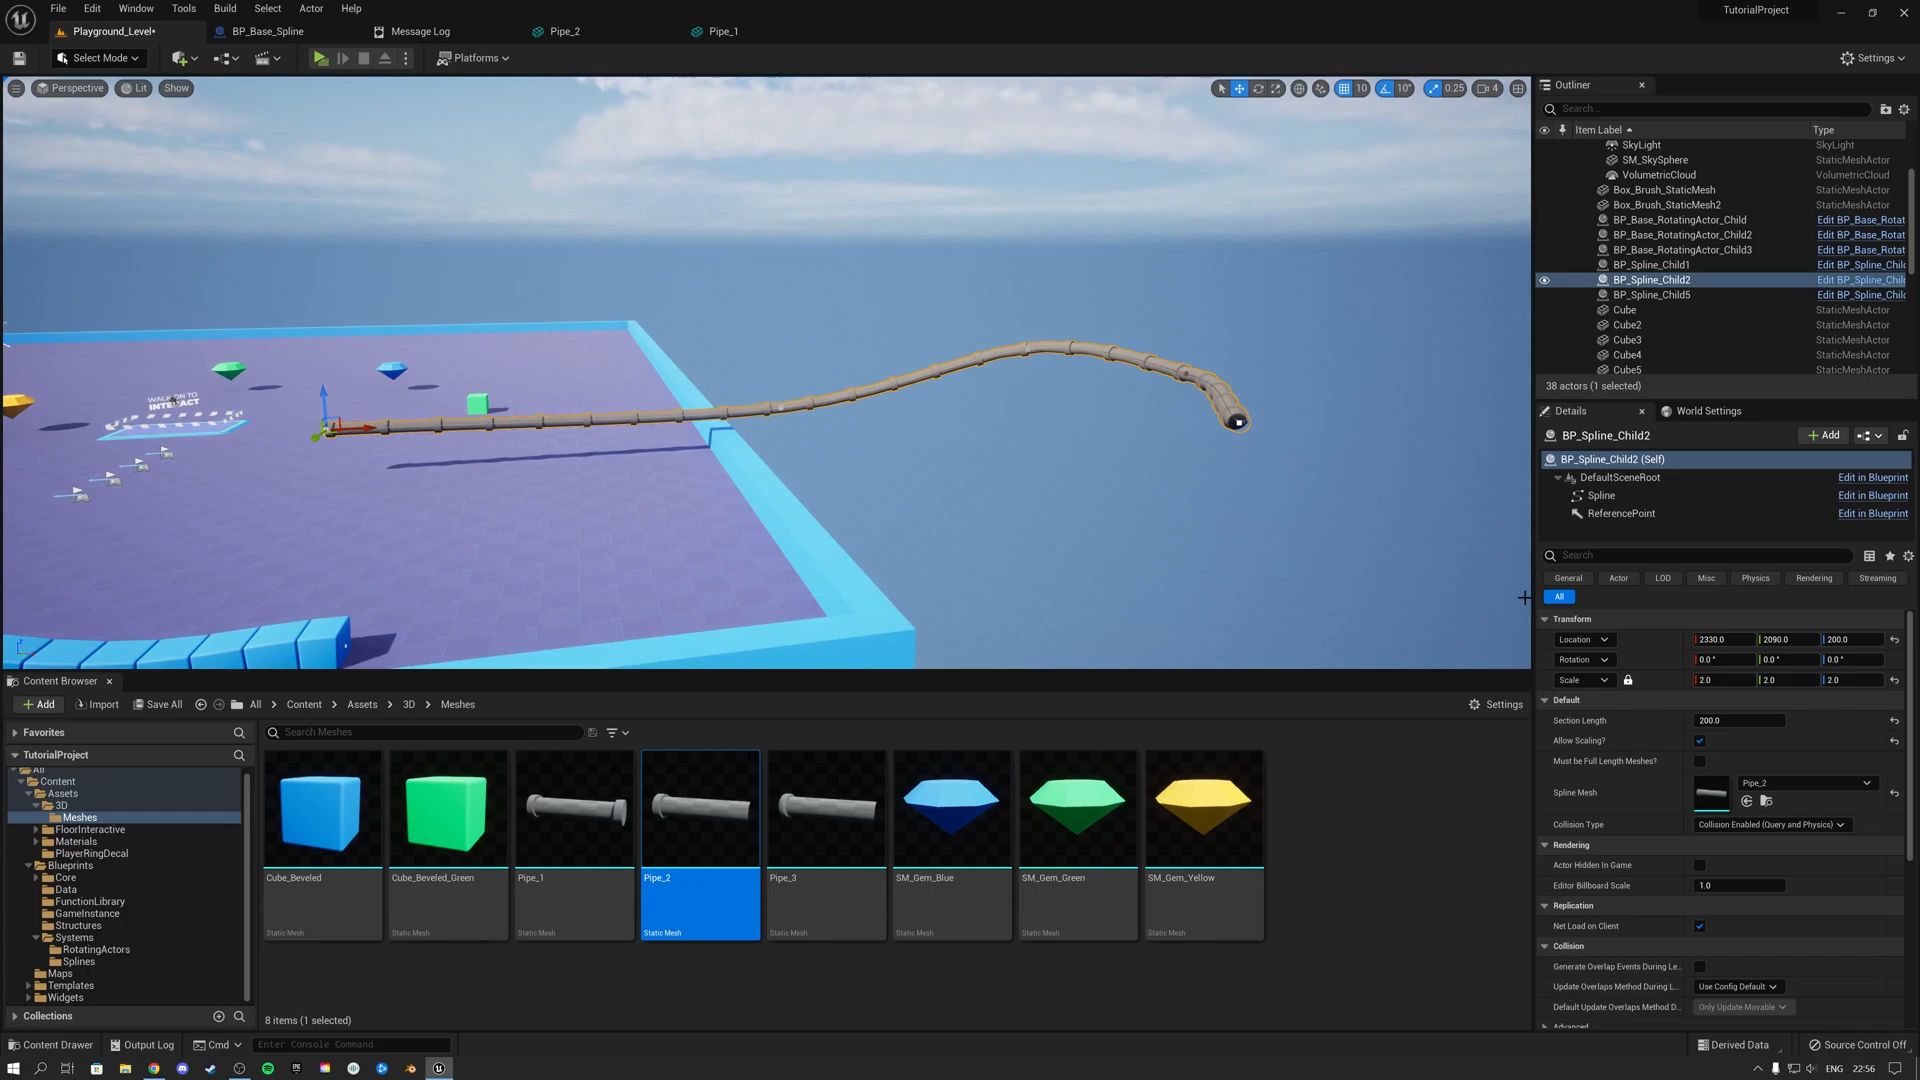 File Edit Window Tools Build Select Actor Help
TutorialProject
Playground_Level*
BP_Base_Spline
Message Log
Pipe_2
Pipe_1
Select Mode
Platforms
Settings
Perspective
Lit
Show
10
10°
0.25
4
WALK ON TO
INTERACT
Outliner
Search...
Item Label
Type
SkyLight SkyLight
SM_SkySphere StaticMeshActor
VolumetricCloud VolumetricCloud
Box_Brush_StaticMesh StaticMeshActor
Box_Brush_StaticMesh2 StaticMeshActor
BP_Base_RotatingActor_Child Edit BP_Base_Rotat
BP_Base_RotatingActor_Child2 Edit BP_Base_Rotat
BP_Base_RotatingActor_Child3 Edit BP_Base_Rotat
BP_Spline_Child1 Edit BP_Spline_Chil
BP_Spline_Child2 Edit BP_Spline_Chil
BP_Spline_Child5 Edit BP_Spline_Chil
Cube StaticMeshActor
Cube2 StaticMeshActor
Cube3 StaticMeshActor
Cube4 StaticMeshActor
Cube5 StaticMeshActor
38 actors (1 selected)
Details
World Settings
BP_Spline_Child2
Add
BP_Spline_Child2 (Self)
DefaultSceneRoot Edit in Blueprint
Spline Edit in Blueprint
ReferencePoint Edit in Blueprint
Search
General Actor LOD Misc Physics Rendering Streaming
All
Transform
Location 2330.0 2090.0 200.0
Rotation 0.0° 0.0° 0.0°
Scale 2.0 2.0 2.0
Default
Section Length 200.0
Allow Scaling?
Must be Full Length Meshes?
Spline Mesh Pipe_2
Collision Type Collision Enabled (Query and Physics)
Rendering
Actor Hidden In Game
Editor Billboard Scale 1.0
Replication
Net Load on Client
Collision
Generate Overlap Events During Le...
Update Overlaps Method During L... Use Config Default
Default Update Overlaps Method D... Only Update Movable
Advanced
Content Browser
Add Import Save All All Content Assets 3D Meshes Settings
Favorites
TutorialProject
All
Content
Assets
3D
Meshes
FloorInteractive
Materials
PlayerRingDecal
Blueprints
Core
Data
FunctionLibrary
GameInstance
Structures
Systems
RotatingActors
Splines
Maps
Templates
Widgets
Collections
Search Meshes
Cube_Beveled Cube_Beveled_Green Pipe_1 Pipe_2 Pipe_3 SM_Gem_Blue SM_Gem_Green SM_Gem_Yellow
Static Mesh Static Mesh Static Mesh Static Mesh Static Mesh Static Mesh Static Mesh Static Mesh
8 items (1 selected)
Content Drawer Output Log Cmd Enter Console Command Derived Data Source Control Off
ENG 22:56